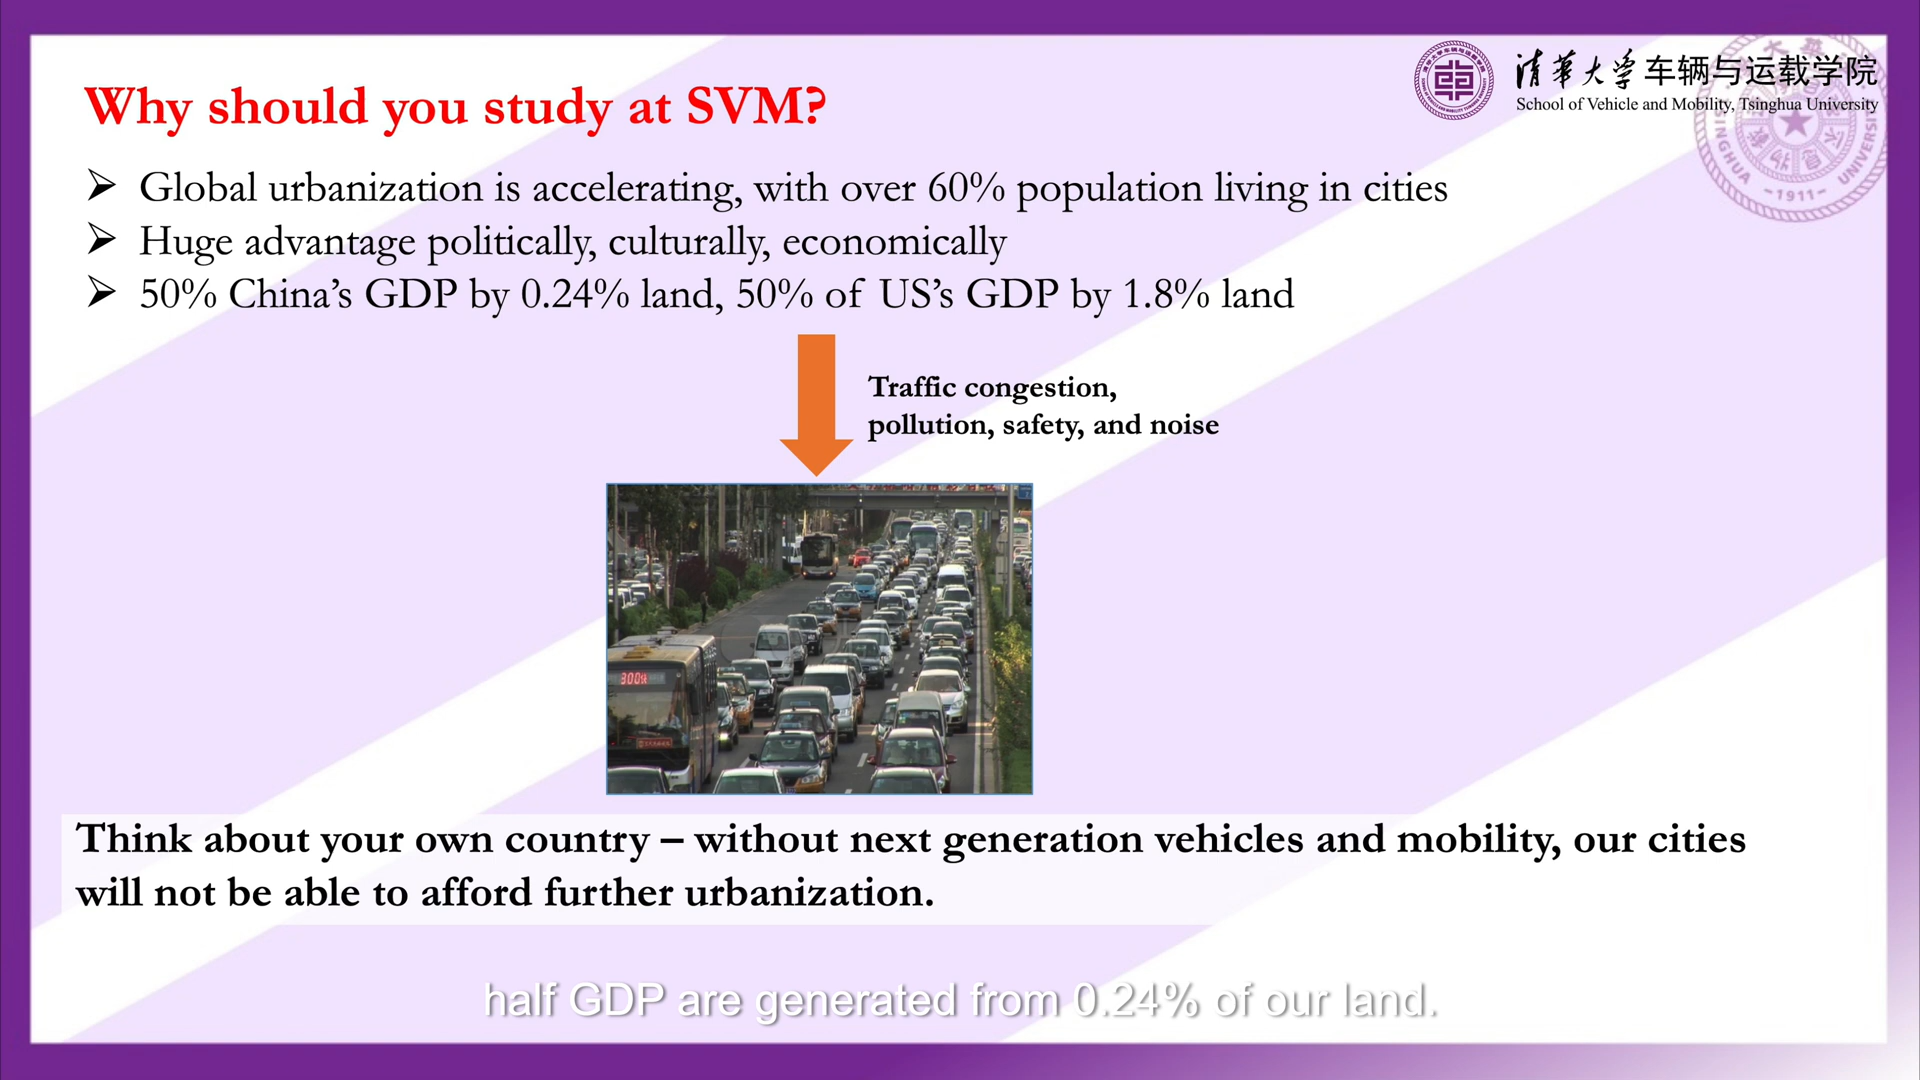 清华大学车辆与运载学院
School of Vehicle and Mobility, Tsinghua University
TSINGHUA UNIVERSITY
-1911-
Why should you study at SVM?
➢ Global urbanization is accelerating, with over 60% population living in cities
➢ Huge advantage politically, culturally, economically
➢ 50% China’s GDP by 0.24% land, 50% of US’s GDP by 1.8% land
Traffic congestion,
pollution, safety, and noise
Think about your own country – without next generation vehicles and mobility, our cities
will not be able to afford further urbanization.
half GDP are generated from 0.24% of our land.